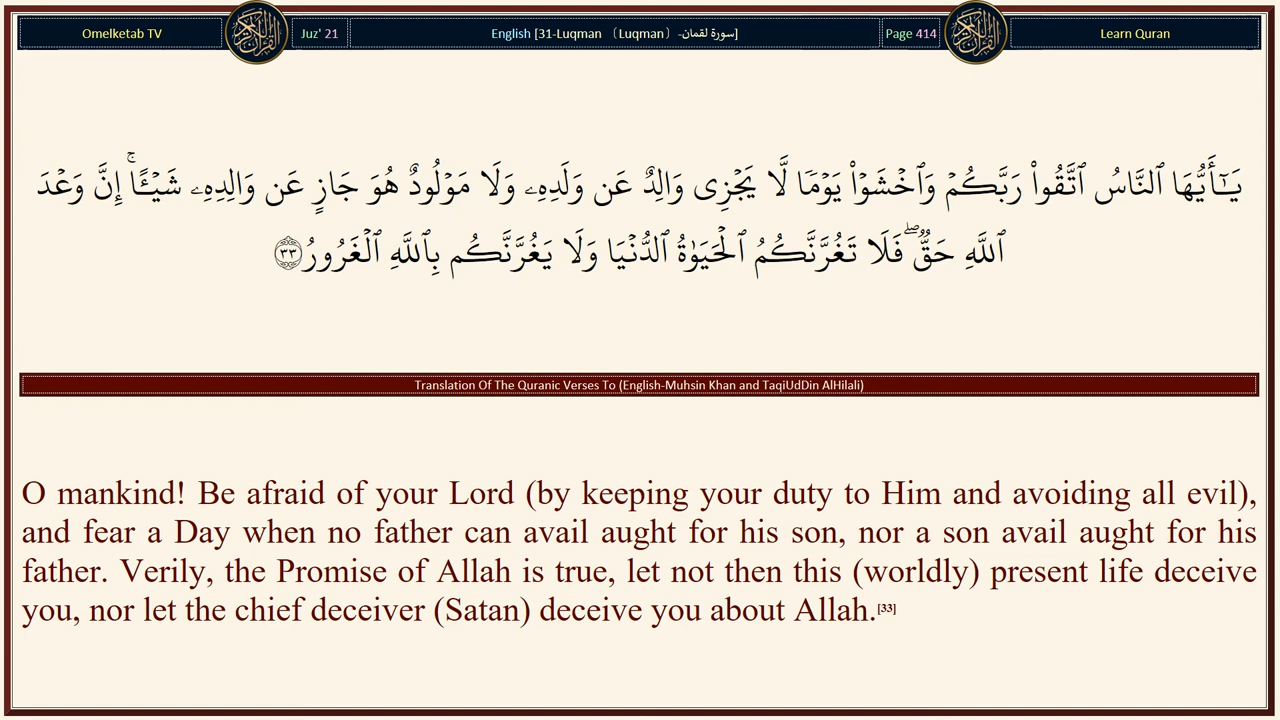 Omelketab TV
Juz' 21
English [31-Luqman （Luqman） -سورة لقمان]
Page 414
Learn Quran
يَـٰٓأَيُّهَا ٱلنَّاسُ ٱتَّقُوا۟ رَبَّكُمْ وَٱخْشَوْا۟ يَوْمًا لَّا يَجْزِى وَالِدٌ عَن وَلَدِهِۦ وَلَا مَوْلُودٌ هُوَ جَازٍ عَن وَالِدِهِۦ شَيْـًٔا ۚ إِنَّ وَعْدَ
ٱللَّهِ حَقٌّ ۖ فَلَا تَغُرَّنَّكُمُ ٱلْحَيَوٰةُ ٱلدُّنْيَا وَلَا يَغُرَّنَّكُم بِٱللَّهِ ٱلْغَرُورُ ٣٣
Translation Of The Quranic Verses To (English-Muhsin Khan and TaqiUdDin AlHilali)
O mankind! Be afraid of your Lord (by keeping your duty to Him and avoiding all evil),
and fear a Day when no father can avail aught for his son, nor a son avail aught for his
father. Verily, the Promise of Allah is true, let not then this (worldly) present life deceive
you, nor let the chief deceiver (Satan) deceive you about Allah.[33]